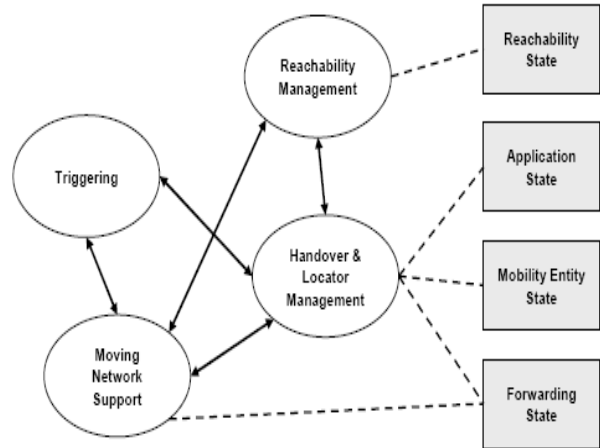 Reachability
Management
Reachability
State
Triggering
Application
State
Handover &
Locator
Management
Mobility Entity
State
Moving
Network
Support
Forwarding
State